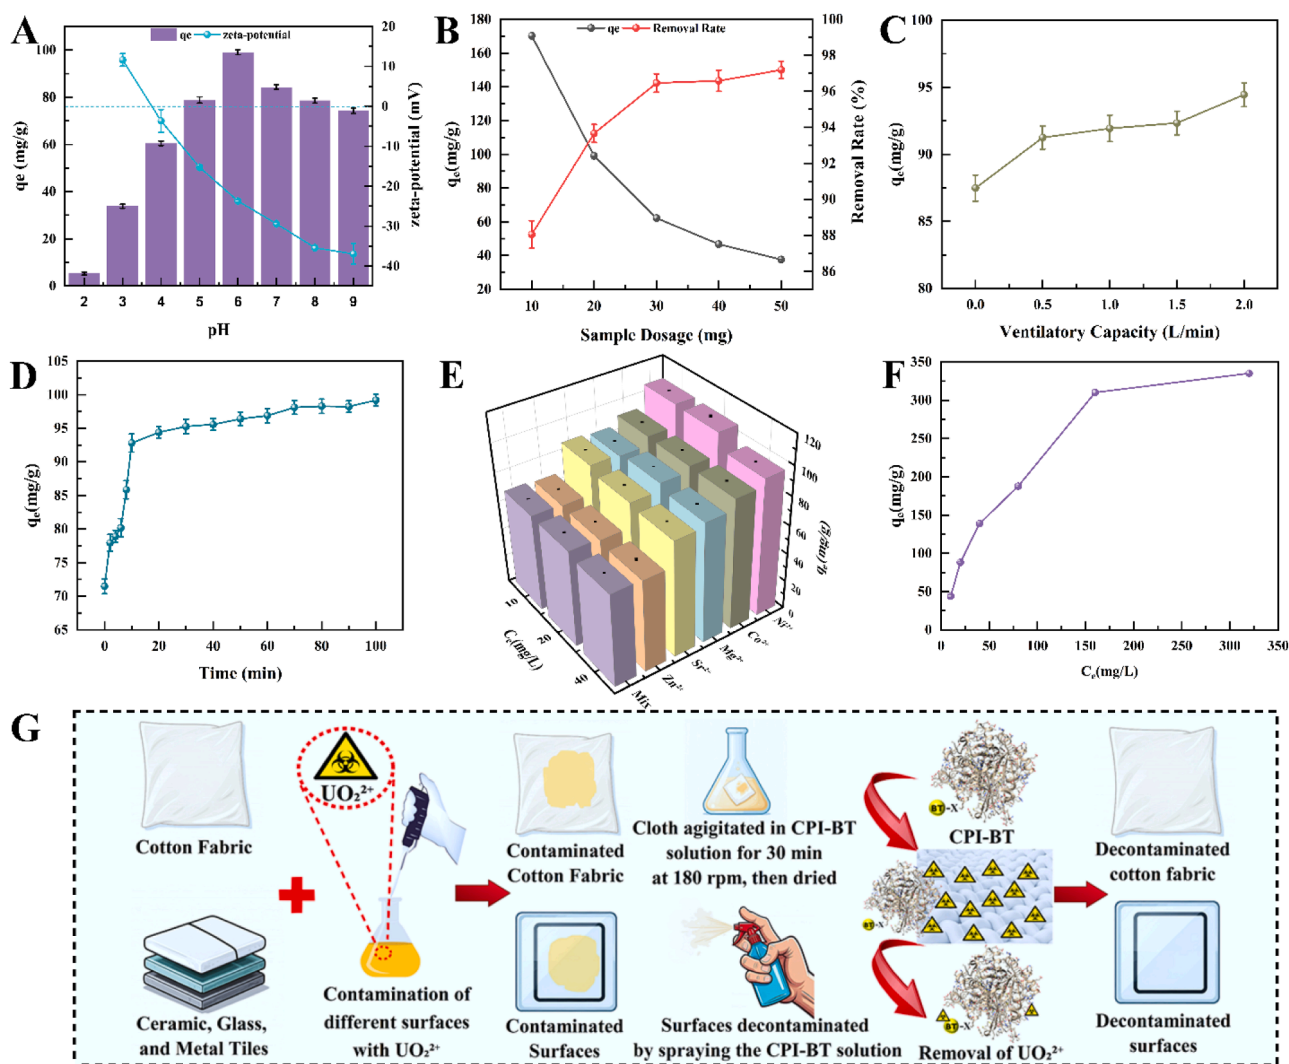 A
qe
zeta-potential
qe (mg/g)
100
80
60
40
20
0
20
10
0
-10
-20
-30
-40
zeta-potential (mV)
2 3 4 5 6 7 8 9
pH
B
qe
Removal Rate
qe(mg/g)
180
160
140
120
100
80
60
40
20
100
98
96
94
92
90
88
86
Removal Rate (%)
10 20 30 40 50
Sample Dosage (mg)
C
qe(mg/g)
100
95
90
85
80
0.0 0.5 1.0 1.5 2.0
Ventilatory Capacity (L/min)
D
qe(mg/g)
105
100
95
90
85
80
75
70
65
0 20 40 60 80 100
Time (min)
E
120
100
80
60
40
20
0
qe(mg/g)
10
20
40
Ce(mg/L)
Mix
Zn²⁺
Sr²⁺
Mg²⁺
Co²⁺
Ni²⁺
F
qe(mg/g)
350
300
250
200
150
100
50
0
0 50 100 150 200 250 300 350
Ce(mg/L)
G
Cotton Fabric
Ceramic, Glass,
and Metal Tiles
UO₂²⁺
Contamination of
different surfaces
with UO₂²⁺
Contaminated
Cotton Fabric
Contaminated
Surfaces
Cloth agigitated in CPI-BT
solution for 30 min
at 180 rpm, then dried
Surfaces decontaminated
by spraying the CPI-BT solution
BT-X
CPI-BT
BT-X
BT-X
Removal of UO₂²⁺
Decontaminated
cotton fabric
Decontaminated
surfaces